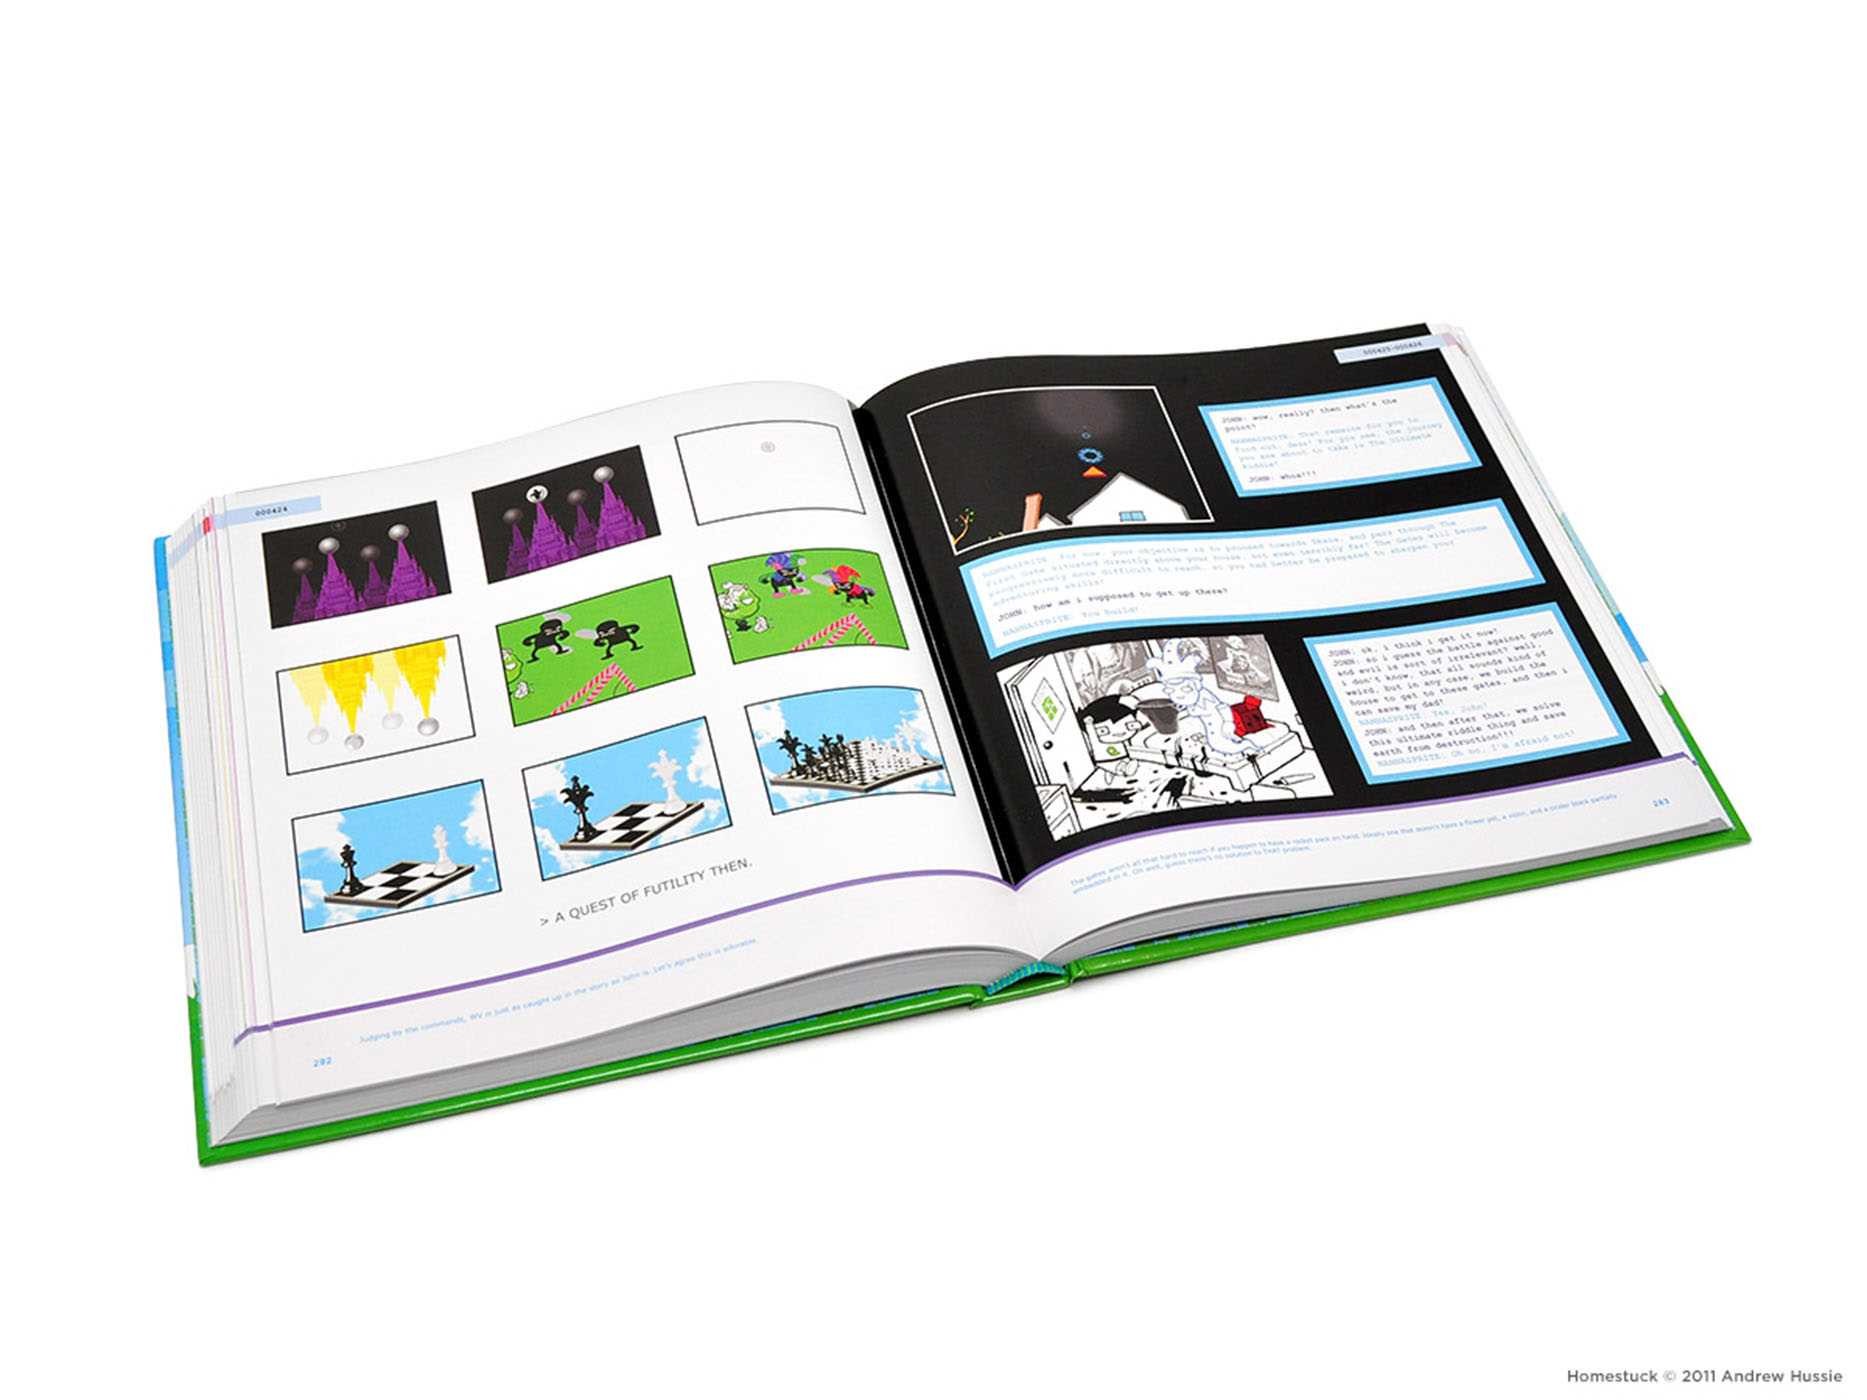 000424
> A QUEST OF FUTILITY THEN.
Judging by the commands, WV is just as caught up in the story as John is. Let's agree this is adorable.
282
000425-000426
JOHN: wow, really? then what's the
point?
NANNASPRITE: That remains for you to
find out, dear! For you see, the journey
you are about to take is The Ultimate
Riddle!
JOHN: whoa!!!
NANNASPRITE: For now, your objective is to proceed towards Skaia, and pass through The
First Gate situated directly above your house, not even terribly far! The Gates will become
progressively more difficult to reach, so you had better be prepared to sharpen your
adventuring skills!
JOHN: how am i supposed to get up there?
NANNASPRITE: You build!
JOHN: ok, i think i get it now!
JOHN: so i guess the battle against good
and evil is sort of irrelevant? well,
i don't know, that all sounds kind of
weird. but in any case, we build the
house to get to these gates, and then i
can save my dad!
NANNASPRITE: Yes, John!
JOHN: and then after that, we solve
this ultimate riddle thing and save
earth from destruction!!!
NANNASPRITE: Oh no, I'm afraid not!
The gates aren't all that hard to reach if you happen to have a rocket pack on hand. Ideally one that doesn't have a flower pot, a violin, and a cinder block partially
embedded in it. Oh well, guess there's no solution to THAT problem.
283
Homestuck © 2011 Andrew Hussie